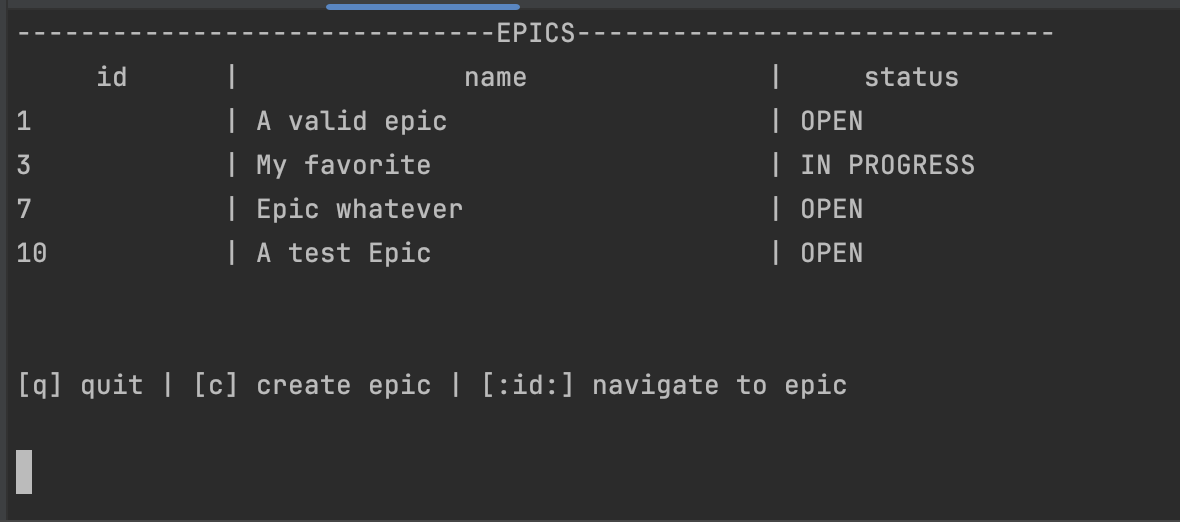 ------------------------------EPICS------------------------------
     id      |               name               |     status
1            | A valid epic                    | OPEN
3            | My favorite                     | IN PROGRESS
7            | Epic whatever                   | OPEN
10           | A test Epic                     | OPEN
[q] quit | [c] create epic | [:id:] navigate to epic